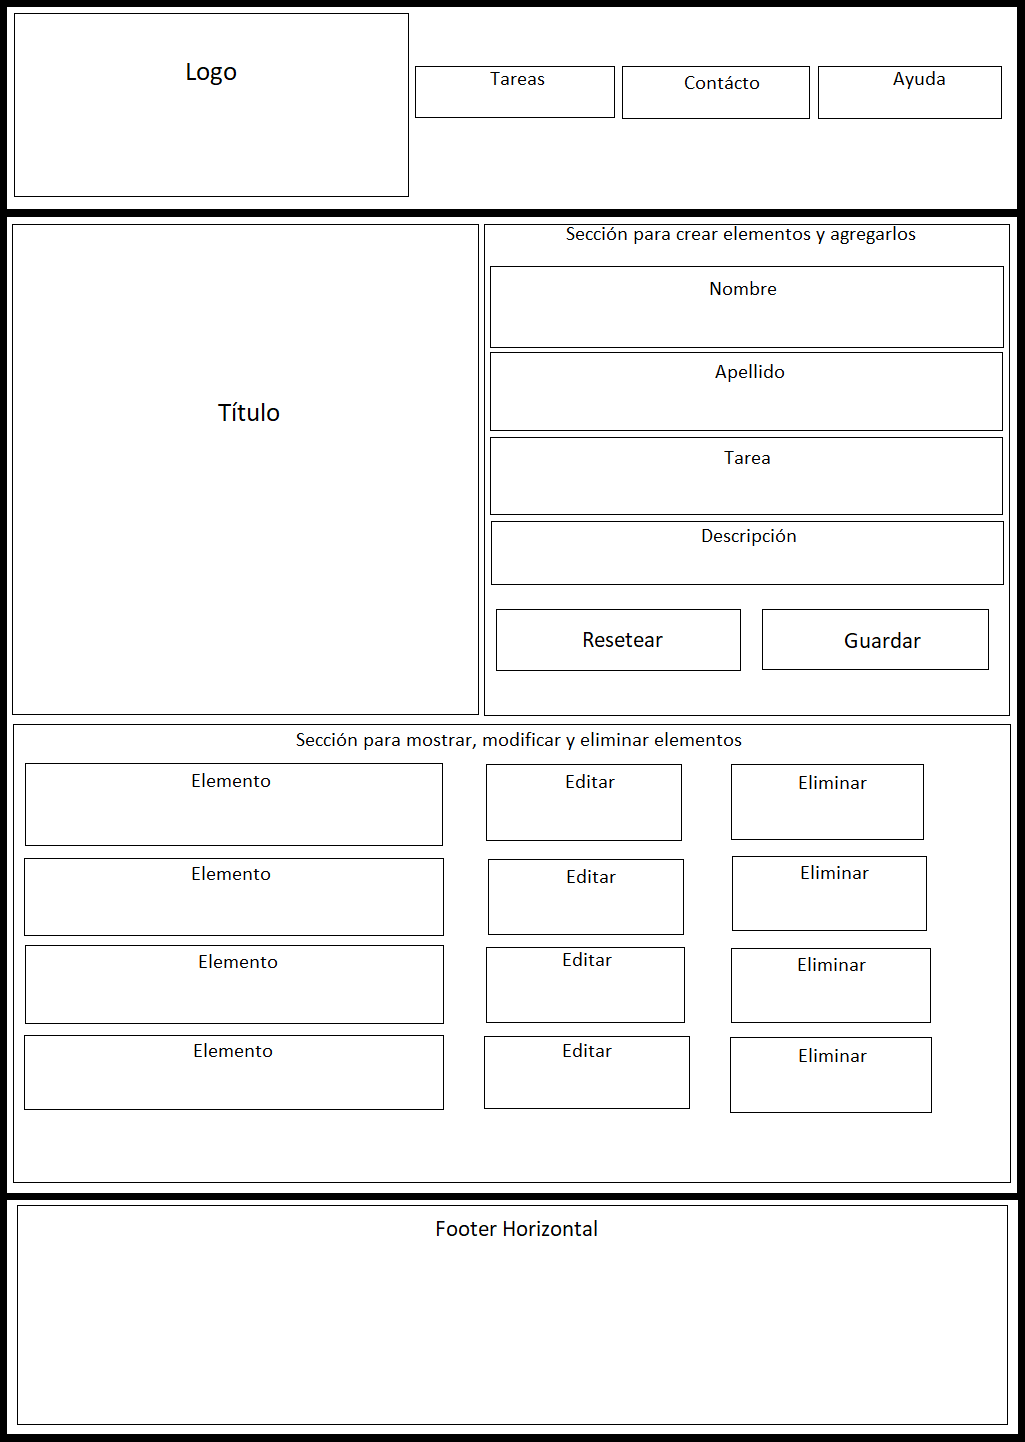 Logo
Tareas
Contácto
Ayuda
Título
Sección para crear elementos y agregarlos
Nombre
Apellido
Tarea
Descripción
Resetear
Guardar
Sección para mostrar, modificar y eliminar elementos
Elemento
Editar
Eliminar
Elemento
Editar
Eliminar
Elemento
Editar
Eliminar
Elemento
Editar
Eliminar
Footer Horizontal